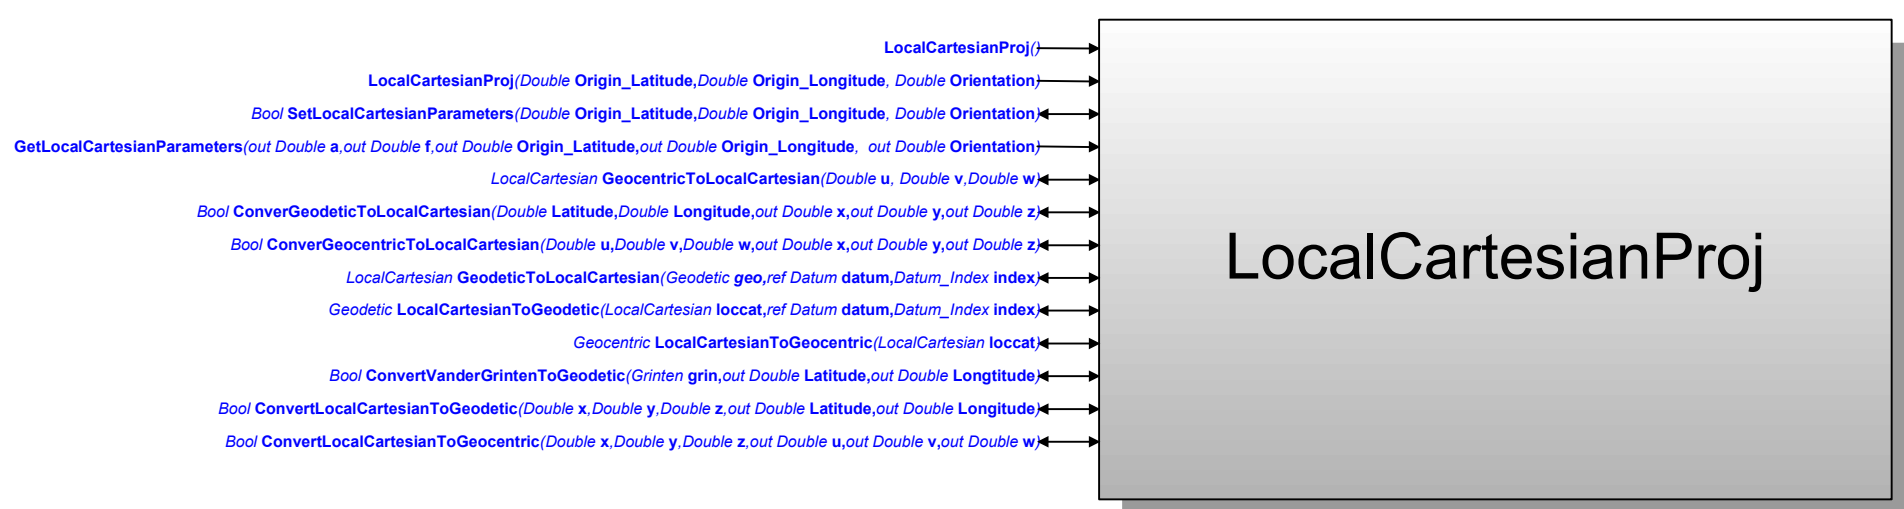 LocalCartesianProj()
LocalCartesianProj(Double Origin_Latitude,Double Origin_Longitude, Double Orientation)
Bool SetLocalCartesianParameters(Double Origin_Latitude,Double Origin_Longitude, Double Orientation)
GetLocalCartesianParameters(out Double a,out Double f,out Double Origin_Latitude,out Double Origin_Longitude, out Double Orientation)
LocalCartesian GeocentricToLocalCartesian(Double u, Double v,Double w)
Bool ConverGeodeticToLocalCartesian(Double Latitude,Double Longitude,out Double x,out Double y,out Double z)
Bool ConverGeocentricToLocalCartesian(Double u,Double v,Double w,out Double x,out Double y,out Double z)
LocalCartesian GeodeticToLocalCartesian(Geodetic geo,ref Datum datum,Datum_Index index)
Geodetic LocalCartesianToGeodetic(LocalCartesian loccat,ref Datum datum,Datum_Index index)
Geocentric LocalCartesianToGeocentric(LocalCartesian loccat)
Bool ConvertVanderGrintenToGeodetic(Grinten grin,out Double Latitude,out Double Longtitude)
Bool ConvertLocalCartesianToGeodetic(Double x,Double y,Double z,out Double Latitude,out Double Longitude)
Bool ConvertLocalCartesianToGeocentric(Double x,Double y,Double z,out Double u,out Double v,out Double w)
LocalCartesianProj